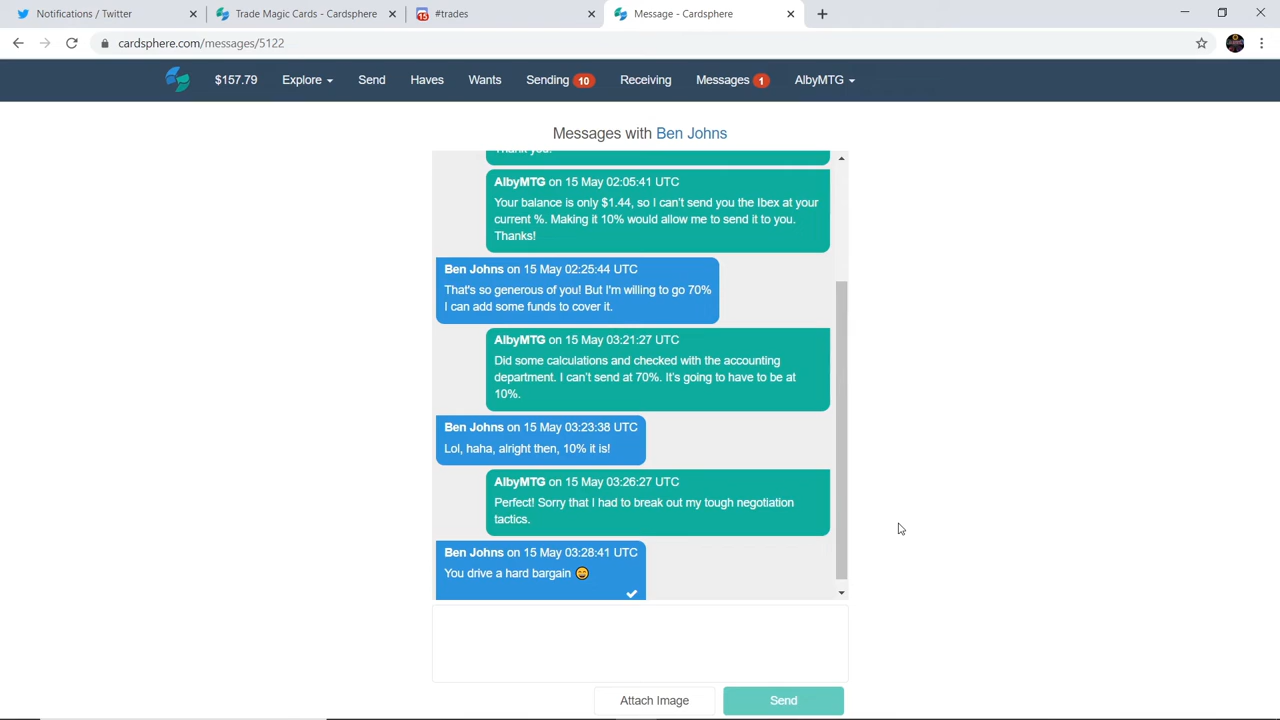 Notifications / Twitter
Trade Magic Cards - Cardsphere
15
#trades
Message - Cardsphere
cardsphere.com/messages/5122
$157.79 Explore Send Haves Wants Sending 10 Receiving Messages 1 AlbyMTG
Messages with Ben Johns
Thank you!
AlbyMTG on 15 May 02:05:41 UTC
Your balance is only $1.44, so I can't send you the Ibex at your
current %. Making it 10% would allow me to send it to you.
Thanks!
Ben Johns on 15 May 02:25:44 UTC
That's so generous of you! But I'm willing to go 70%
I can add some funds to cover it.
AlbyMTG on 15 May 03:21:27 UTC
Did some calculations and checked with the accounting
department. I can't send at 70%. It's going to have to be at
10%.
Ben Johns on 15 May 03:23:38 UTC
Lol, haha, alright then, 10% it is!
AlbyMTG on 15 May 03:26:27 UTC
Perfect! Sorry that I had to break out my tough negotiation
tactics.
Ben Johns on 15 May 03:28:41 UTC
You drive a hard bargain 😄
Attach Image
Send